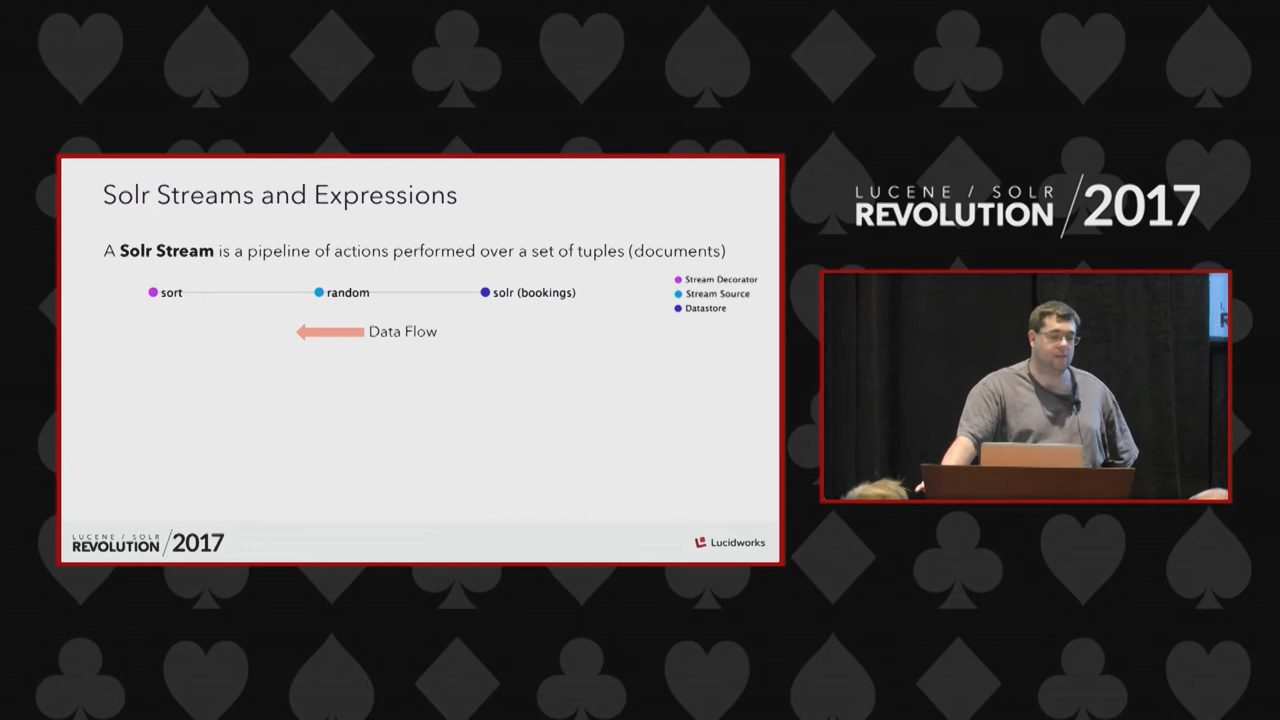 Solr Streams and Expressions
A Solr Stream is a pipeline of actions performed over a set of tuples (documents)
sort
random
solr (bookings)
Stream Decorator
Stream Source
Datastore
Data Flow
LUCENE / SOLR
REVOLUTION / 2017
Lucidworks
LUCENE / SOLR
REVOLUTION / 2017